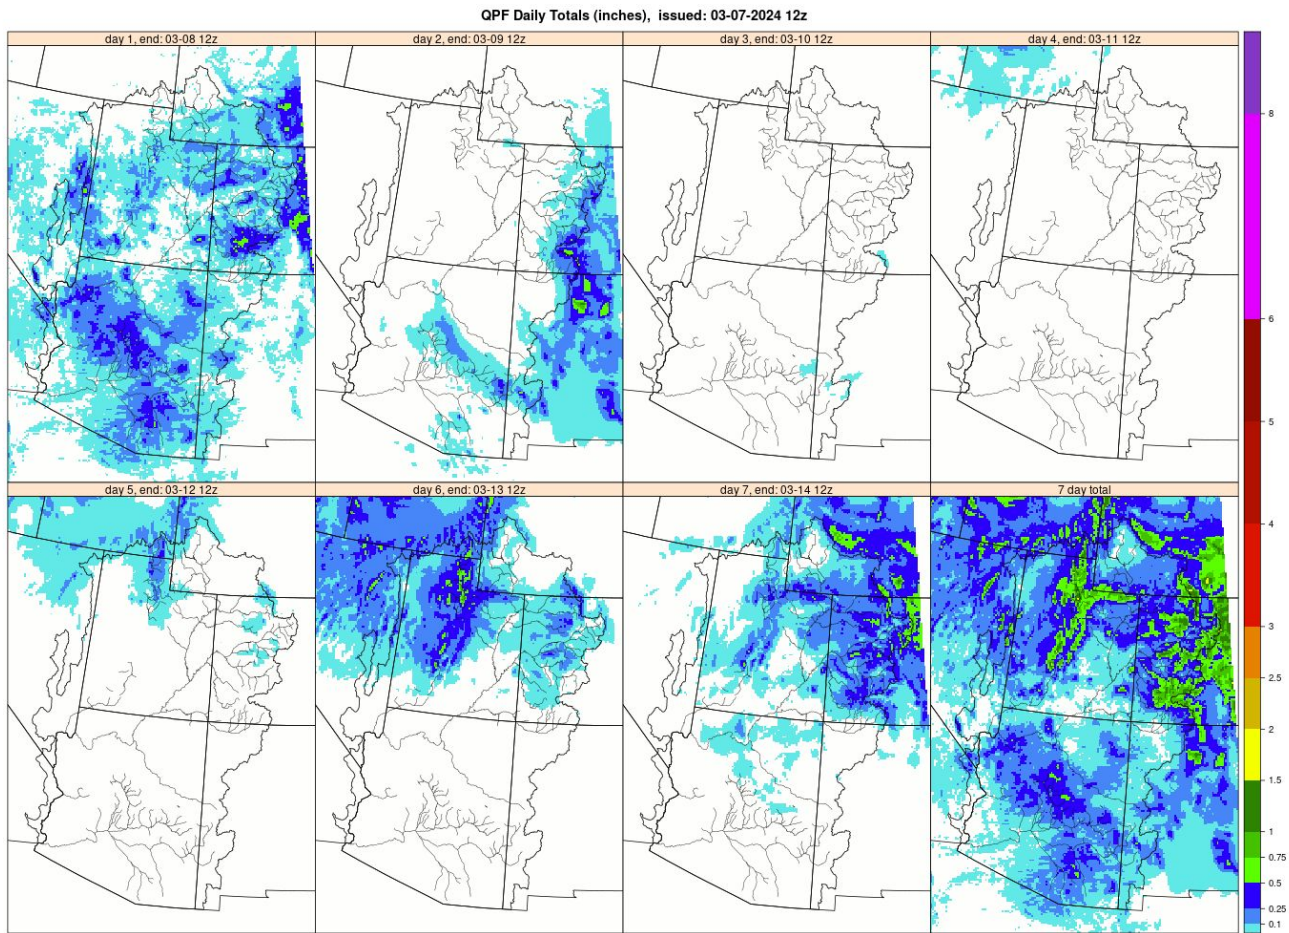 QPF Daily Totals (inches),  issued: 03-07-2024 12z
day 1, end: 03-08 12z
day 2, end: 03-09 12z
day 3, end: 03-10 12z
day 4, end: 03-11 12z
day 5, end: 03-12 12z
day 6, end: 03-13 12z
day 7, end: 03-14 12z
7 day total
8
6
5
4
3
2.5
2
1.5
1
0.75
0.5
0.25
0.1